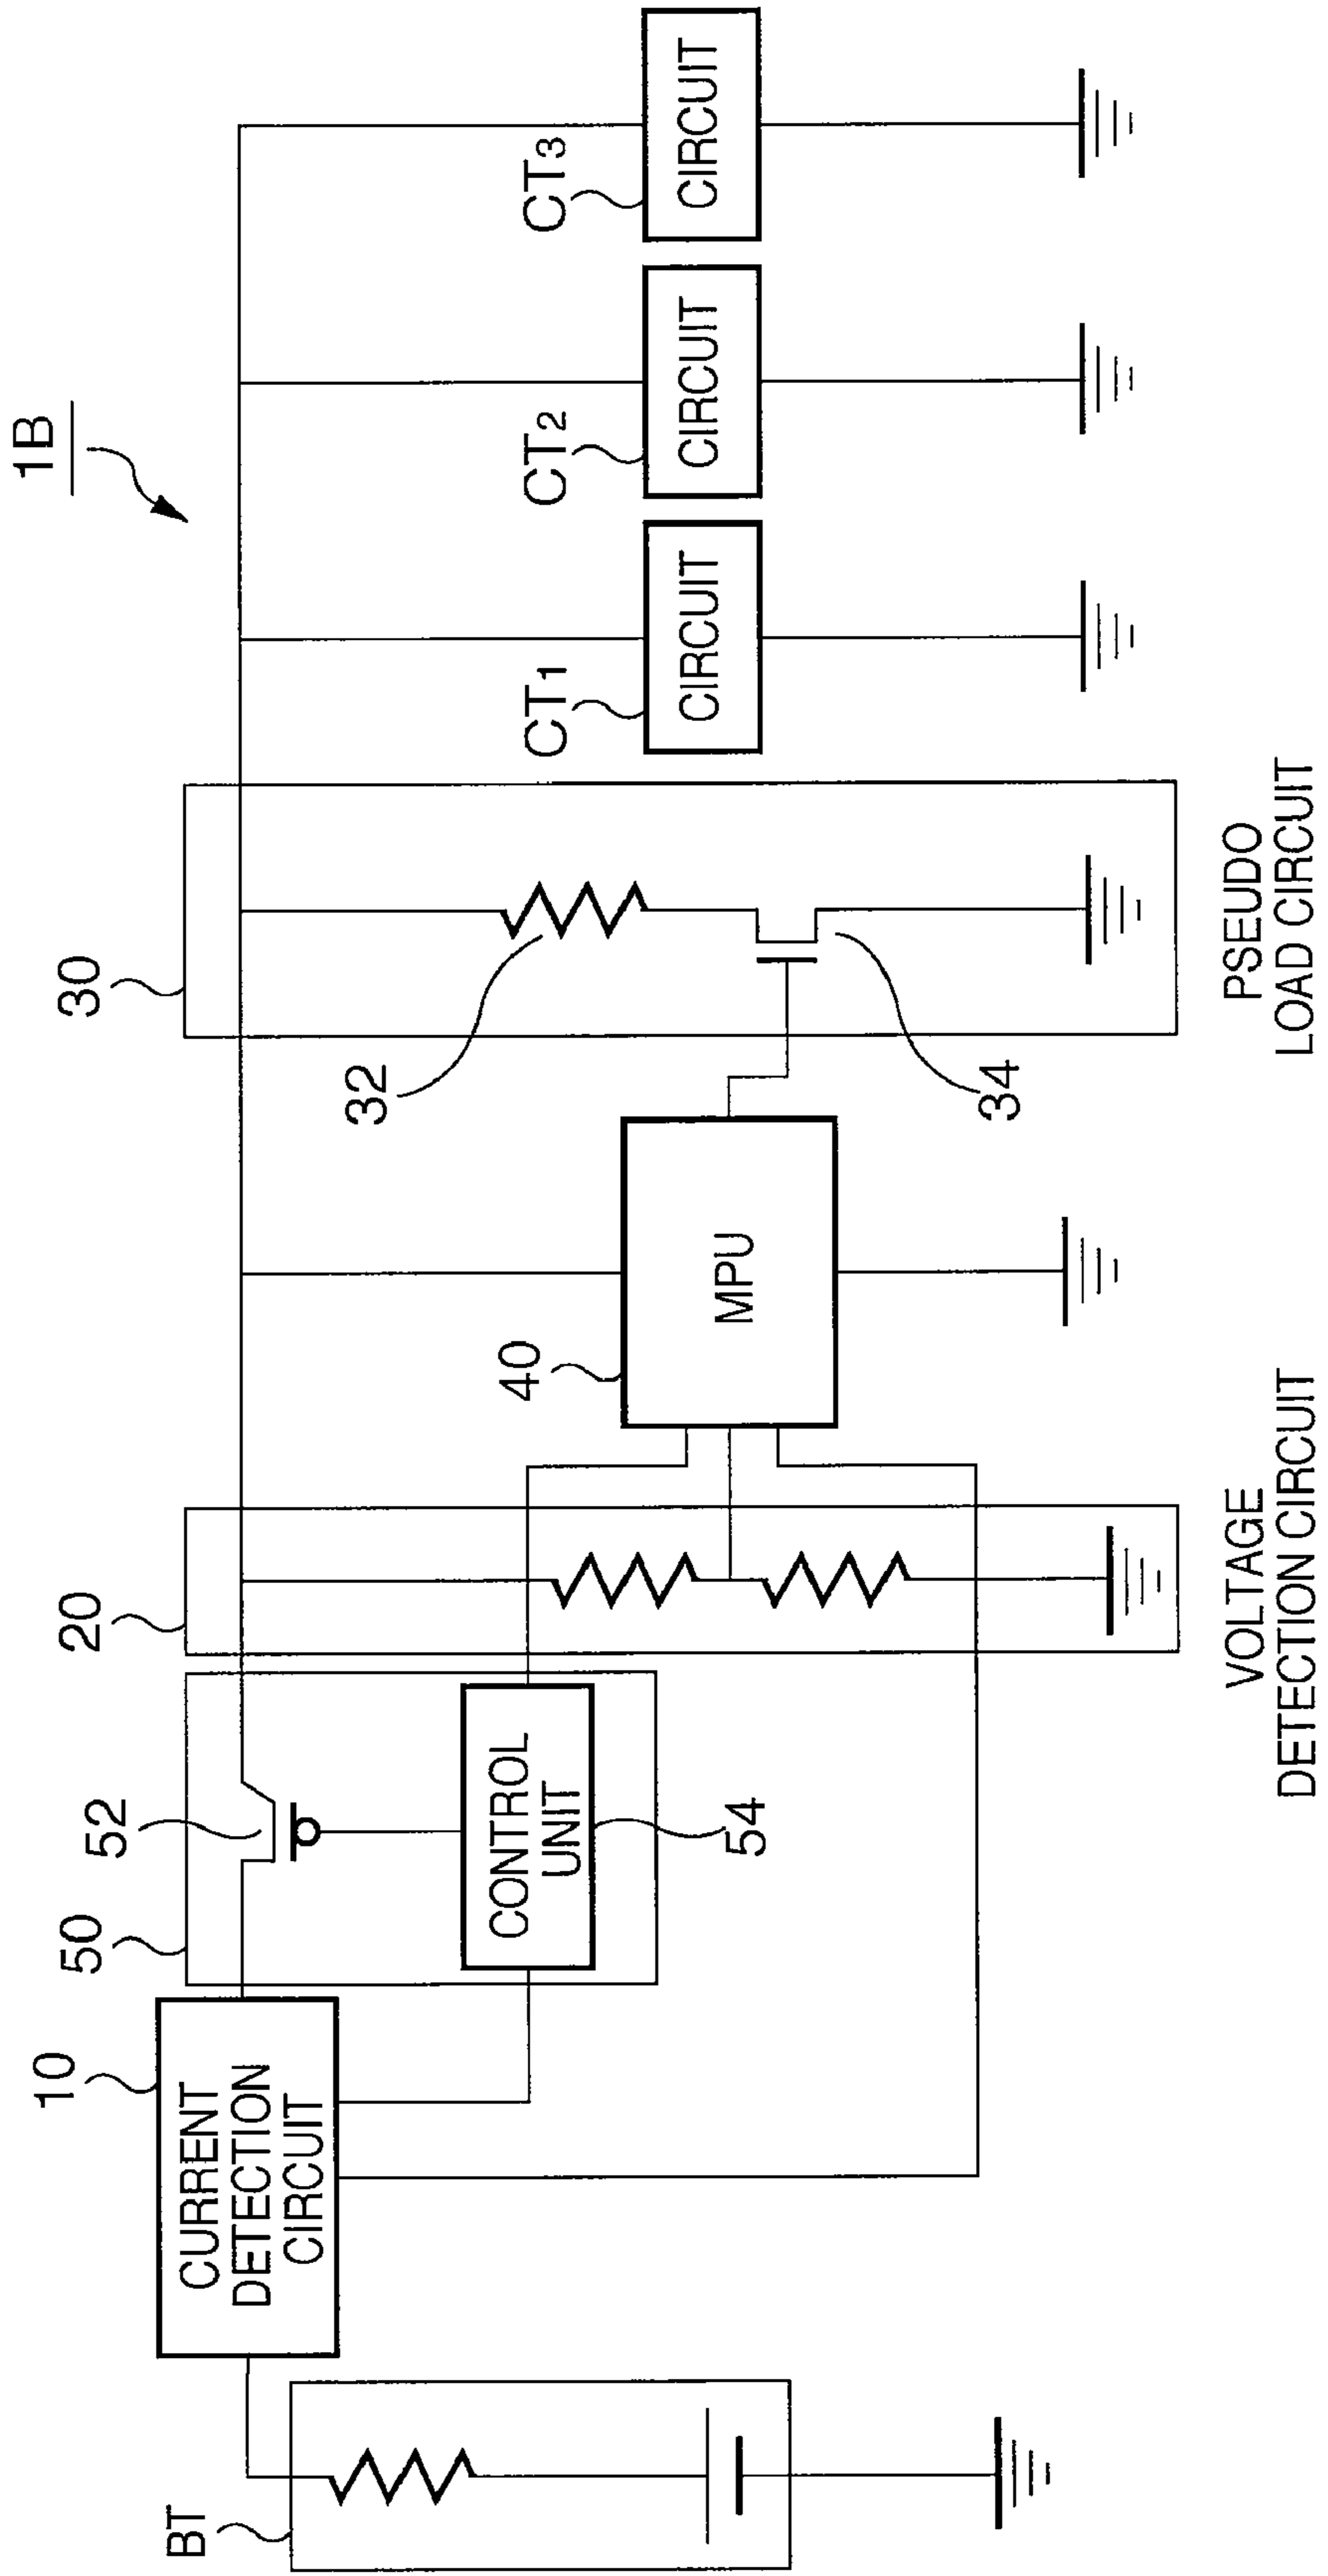 1B
BT
10
CURRENT
DETECTION
CIRCUIT
50
52
CONTROL
UNIT
54
20
VOLTAGE
DETECTION CIRCUIT
40
MPU
30
32
34
PSEUDO
LOAD CIRCUIT
CT1
CIRCUIT
CT2
CIRCUIT
CT3
CIRCUIT